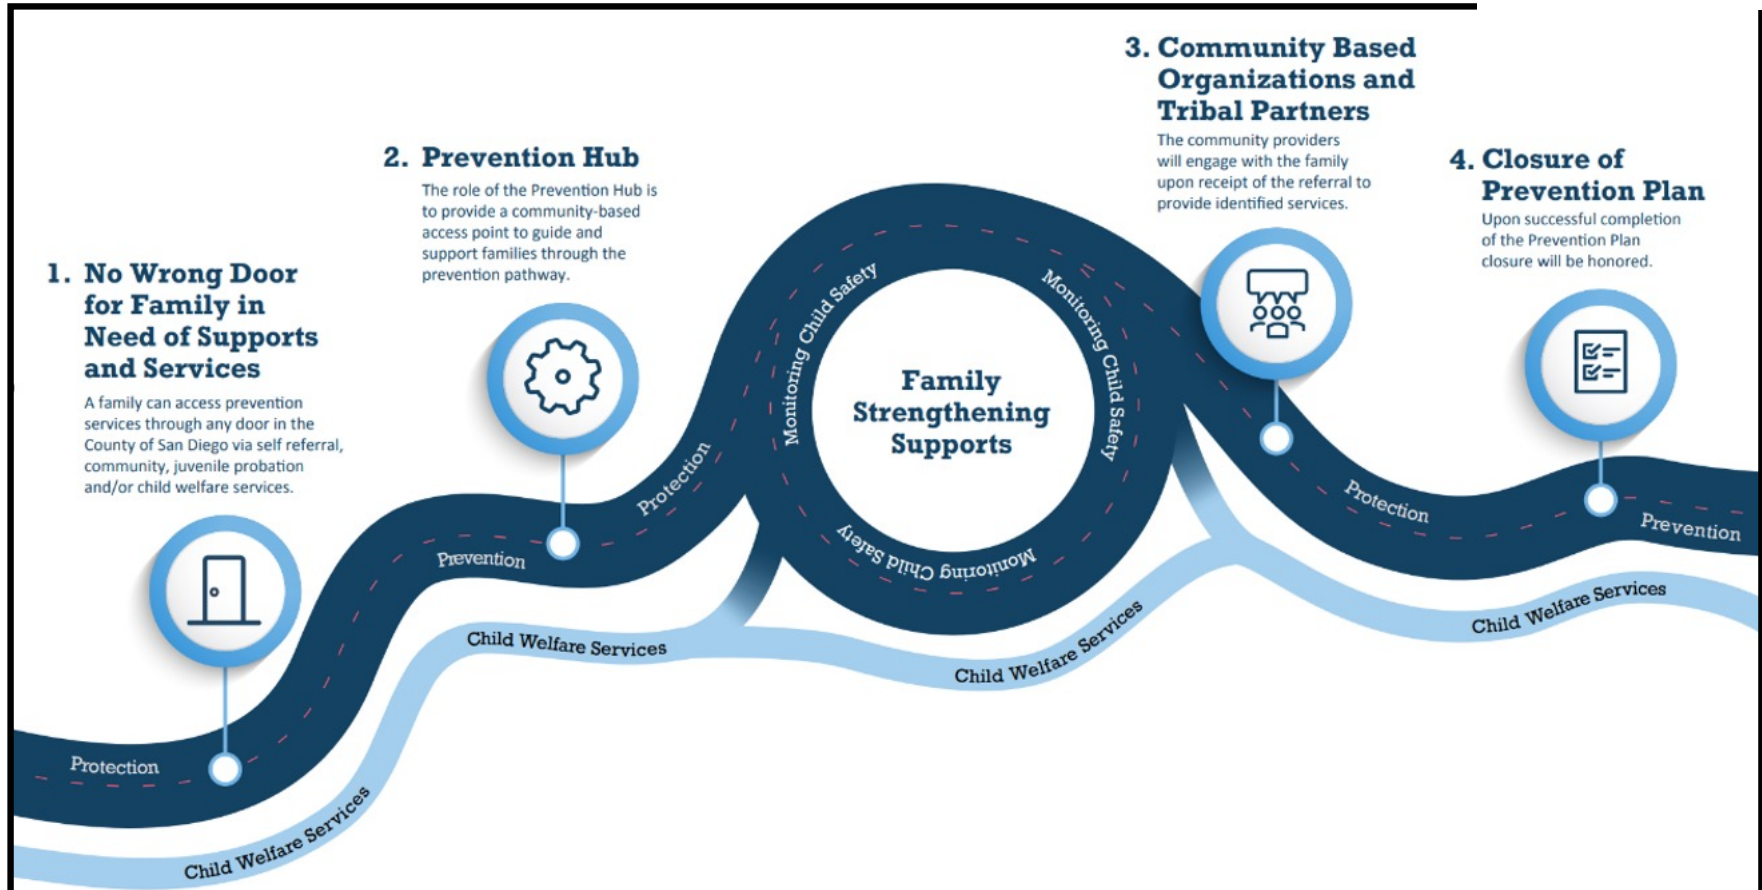 1. No Wrong Door
for Family in
Need of Supports
and Services
A family can access prevention
services through any door in the
County of San Diego via self referral,
community, juvenile probation
and/or child welfare services.
2. Prevention Hub
The role of the Prevention Hub is
to provide a community-based
access point to guide and
support families through the
prevention pathway.
3. Community Based
Organizations and
Tribal Partners
The community providers
will engage with the family
upon receipt of the referral to
provide identified services.
4. Closure of
Prevention Plan
Upon successful completion
of the Prevention Plan
closure will be honored.
Protection
Prevention
Protection
Monitoring Child Safety
Monitoring Child Safety
Monitoring Child Safety
Family
Strengthening
Supports
Protection
Prevention
Child Welfare Services
Child Welfare Services
Child Welfare Services
Child Welfare Services